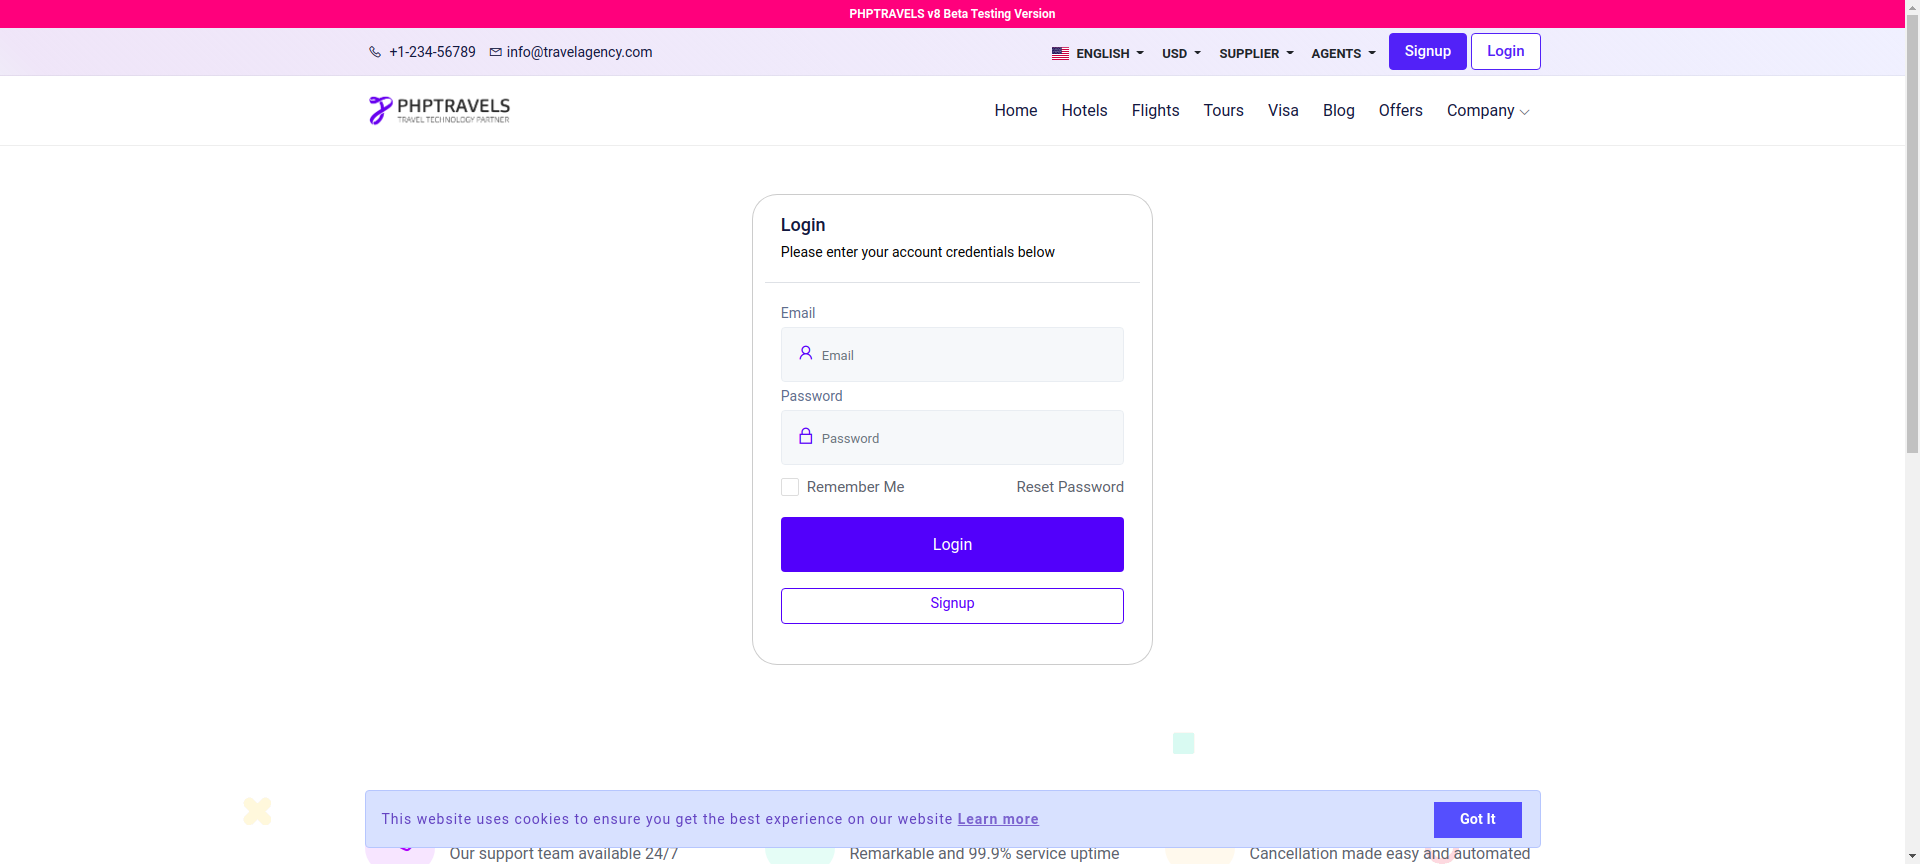 PHPTRAVELS v8 Beta Testing Version
+1-234-56789 info@travelagency.com ENGLISH USD SUPPLIER AGENTS Signup Login
PHPTRAVELS
TRAVEL TECHNOLOGY PARTNER
Home Hotels Flights Tours Visa Blog Offers Company
Login
Please enter your account credentials below
Email
Email
Password
Password
Remember Me Reset Password
Login
Signup
This website uses cookies to ensure you get the best experience on our website Learn more Got It
Our support team available 24/7 Remarkable and 99.9% service uptime Cancellation made easy and automated